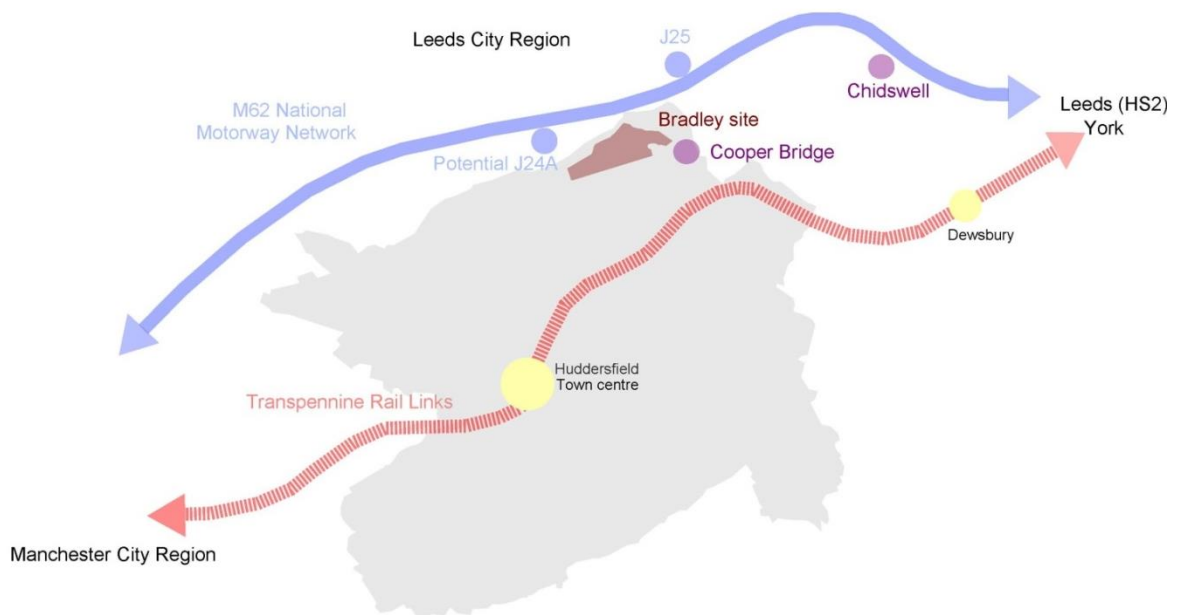 Leeds City Region
J25
Chidswell
M62 National
Motorway Network
Leeds (HS2)
York
Bradley site
Potential J24A
Cooper Bridge
Dewsbury
Huddersfield
Town centre
Transpennine Rail Links
Manchester City Region